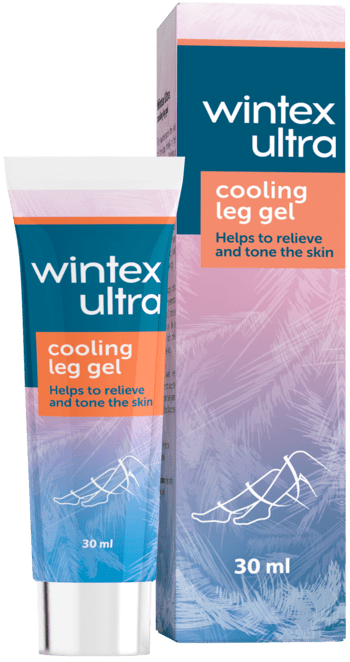 wintex
ultra
cooling
leg gel
Helps to relieve
and tone the skin
30 ml
wintex
ultra
cooling
leg gel
Helps to relieve
and tone the skin
30 ml